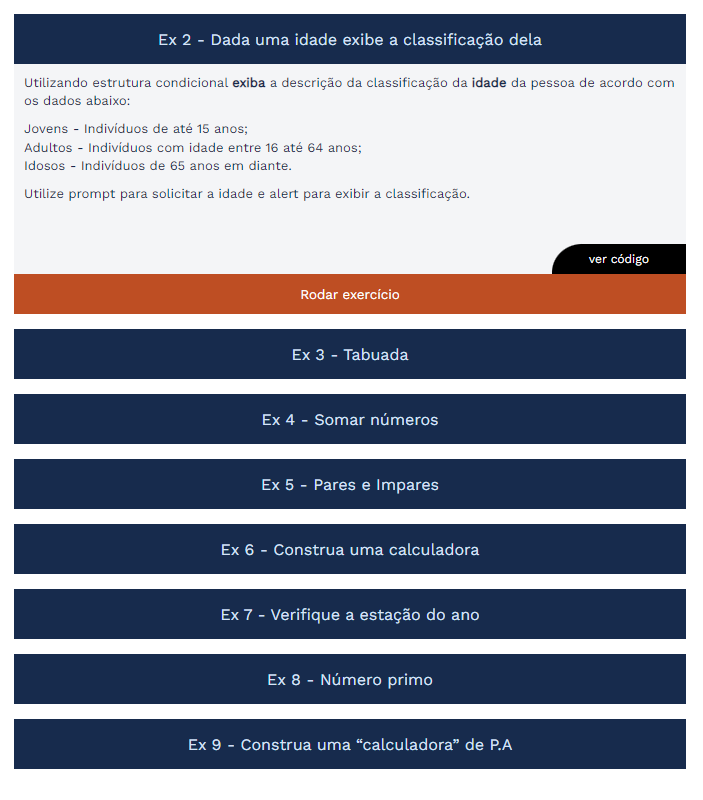 Ex 2 - Dada uma idade exibe a classificação dela
Utilizando estrutura condicional exiba a descrição da classificação da idade da pessoa de acordo com
os dados abaixo:
Jovens - Indivíduos de até 15 anos;
Adultos - Indivíduos com idade entre 16 até 64 anos;
Idosos - Indivíduos de 65 anos em diante.
Utilize prompt para solicitar a idade e alert para exibir a classificação.
ver código
Rodar exercício
Ex 3 - Tabuada
Ex 4 - Somar números
Ex 5 - Pares e Impares
Ex 6 - Construa uma calculadora
Ex 7 - Verifique a estação do ano
Ex 8 - Número primo
Ex 9 - Construa uma “calculadora” de P.A